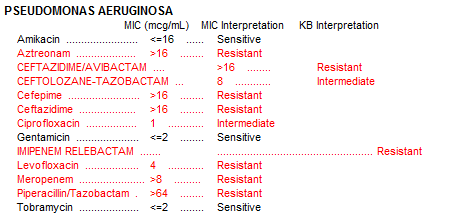 PSEUDOMONAS AERUGINOSA
MIC (mcg/mL) MIC Interpretation KB Interpretation
Amikacin ....................... <=16 ...... Sensitive
Aztreonam ..................... >16 ......... Resistant
CEFTAZIDIME/AVIBACTAM .... >16 ......... Resistant
CEFTOLOZANE-TAZOBACTAM ... 8 ......... Intermediate
Cefepime ........................ >16 ......... Resistant
Ceftazidime ..................... >16 ......... Resistant
Ciprofloxacin .................. 1 ......... Intermediate
Gentamicin ..................... <=2 ........ Sensitive
IMIPENEM RELEBACTAM ....... .................................................... Resistant
Levofloxacin .................... 4 ......... Resistant
Meropenem ..................... >8 ......... Resistant
Piperacillin/Tazobactam . >64 ......... Resistant
Tobramycin ..................... <=2 ........ Sensitive